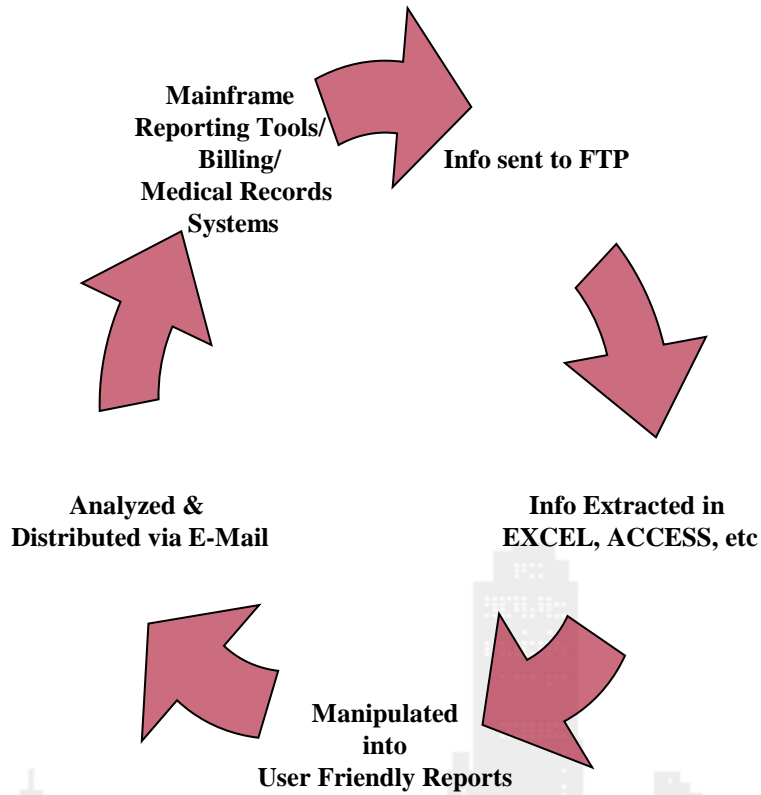 Mainframe
Reporting Tools/
Billing/
Medical Records
Systems
Info sent to FTP
Info Extracted in
EXCEL, ACCESS, etc
Manipulated
into
User Friendly Reports
Analyzed &
Distributed via E-Mail